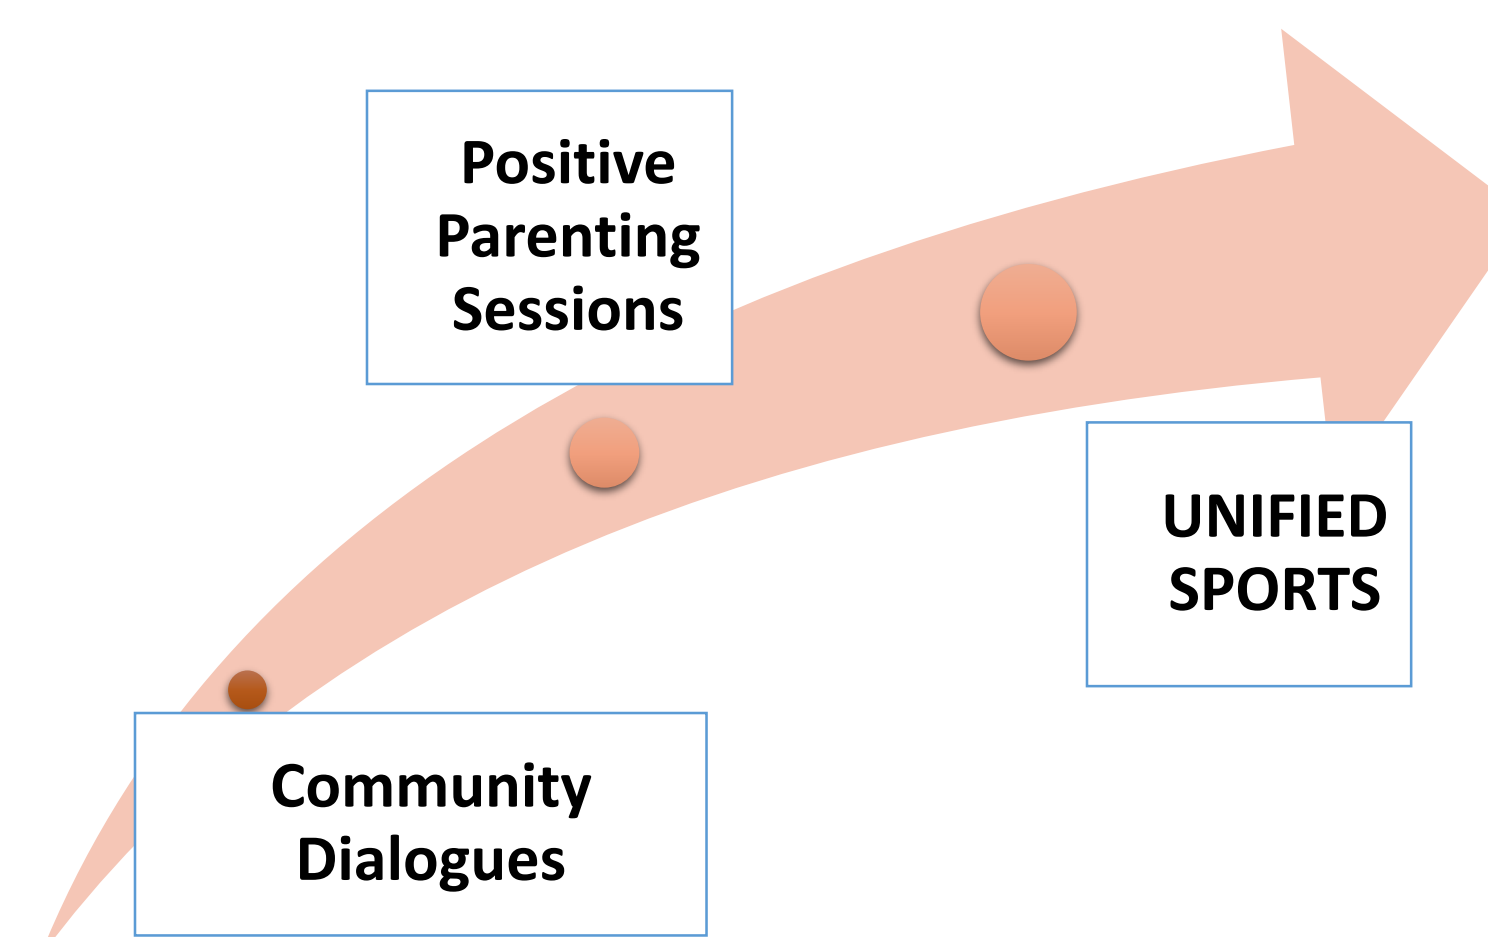 Positive
Parenting
Sessions
UNIFIED
SPORTS
Community
Dialogues